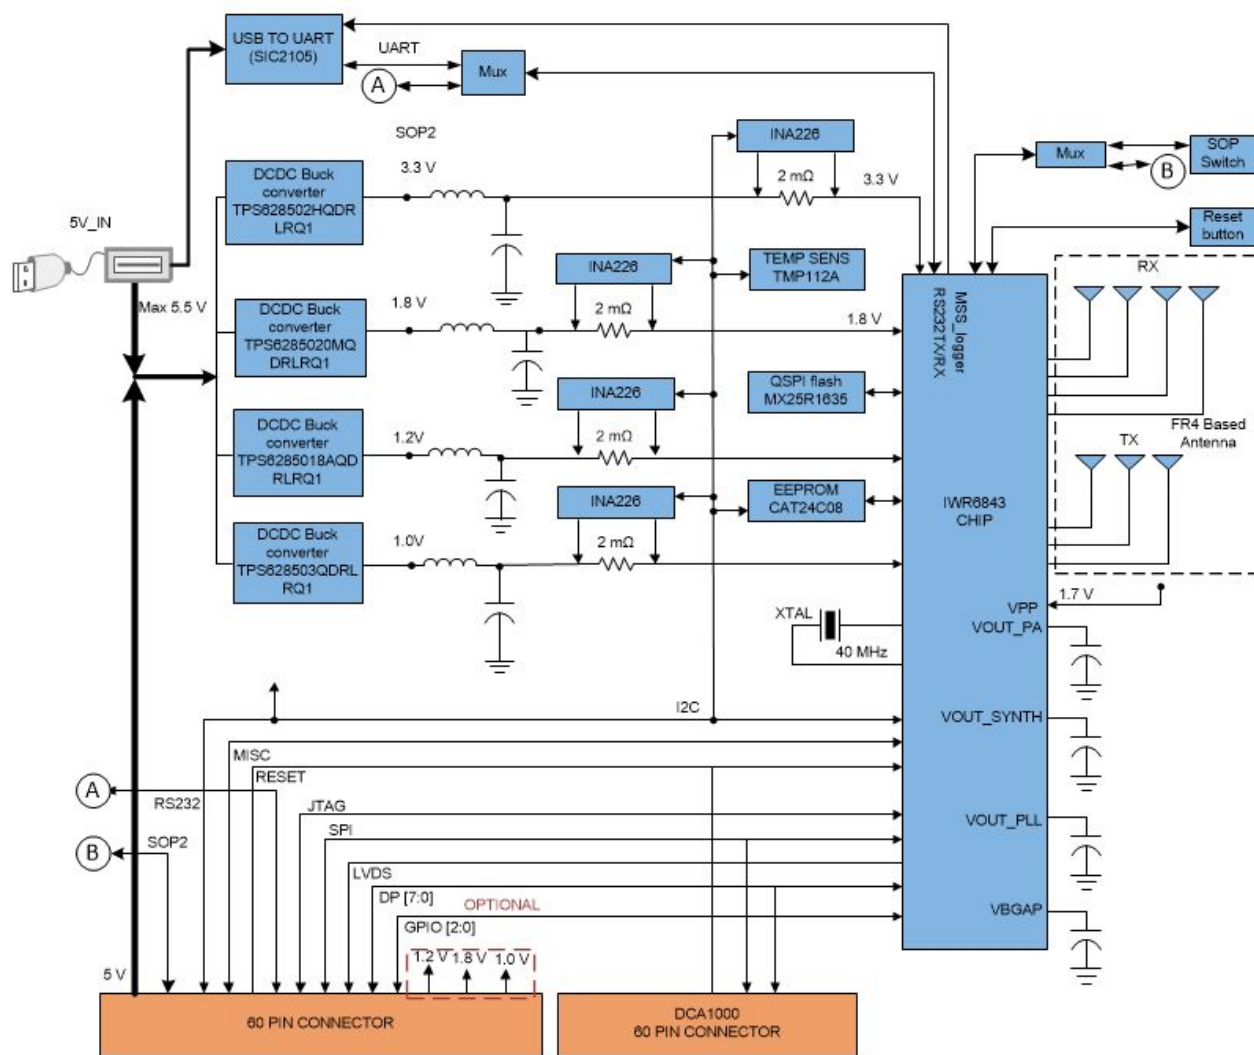 USB TO UART
(SIC2105)
UART
A
Mux
SOP2
INA226
Mux
SOP
Switch
B
3.3 V
DCDC Buck
converter
TPS628502HQDR
LRQ1
2 mΩ
3.3 V
5V_IN
Reset
button
INA226
TEMP SENS
TMP112A
RX
Max 5.5 V
1.8 V
DCDC Buck
converter
TPS6285020MQ
DRLRQ1
2 mΩ
1.8 V
MSS_logger
RS232TX/RX
INA226
QSPI flash
MX25R1635
DCDC Buck
converter
TPS6285018AQD
RLRQ1
1.2V
2 mΩ
FR4 Based
Antenna
TX
INA226
EEPROM
CAT24C08
IWR6843
CHIP
DCDC Buck
converter
TPS628503QDRL
RQ1
1.0V
2 mΩ
1.7 V
VPP
XTAL
40 MHz
VOUT_PA
I2C
VOUT_SYNTH
MISC
RESET
A
RS232
JTAG
VOUT_PLL
SPI
B
SOP2
LVDS
DP [7:0]
OPTIONAL
GPIO [2:0]
VBGAP
1.2 V
1.8 V
1.0 V
5 V
60 PIN CONNECTOR
DCA1000
60 PIN CONNECTOR